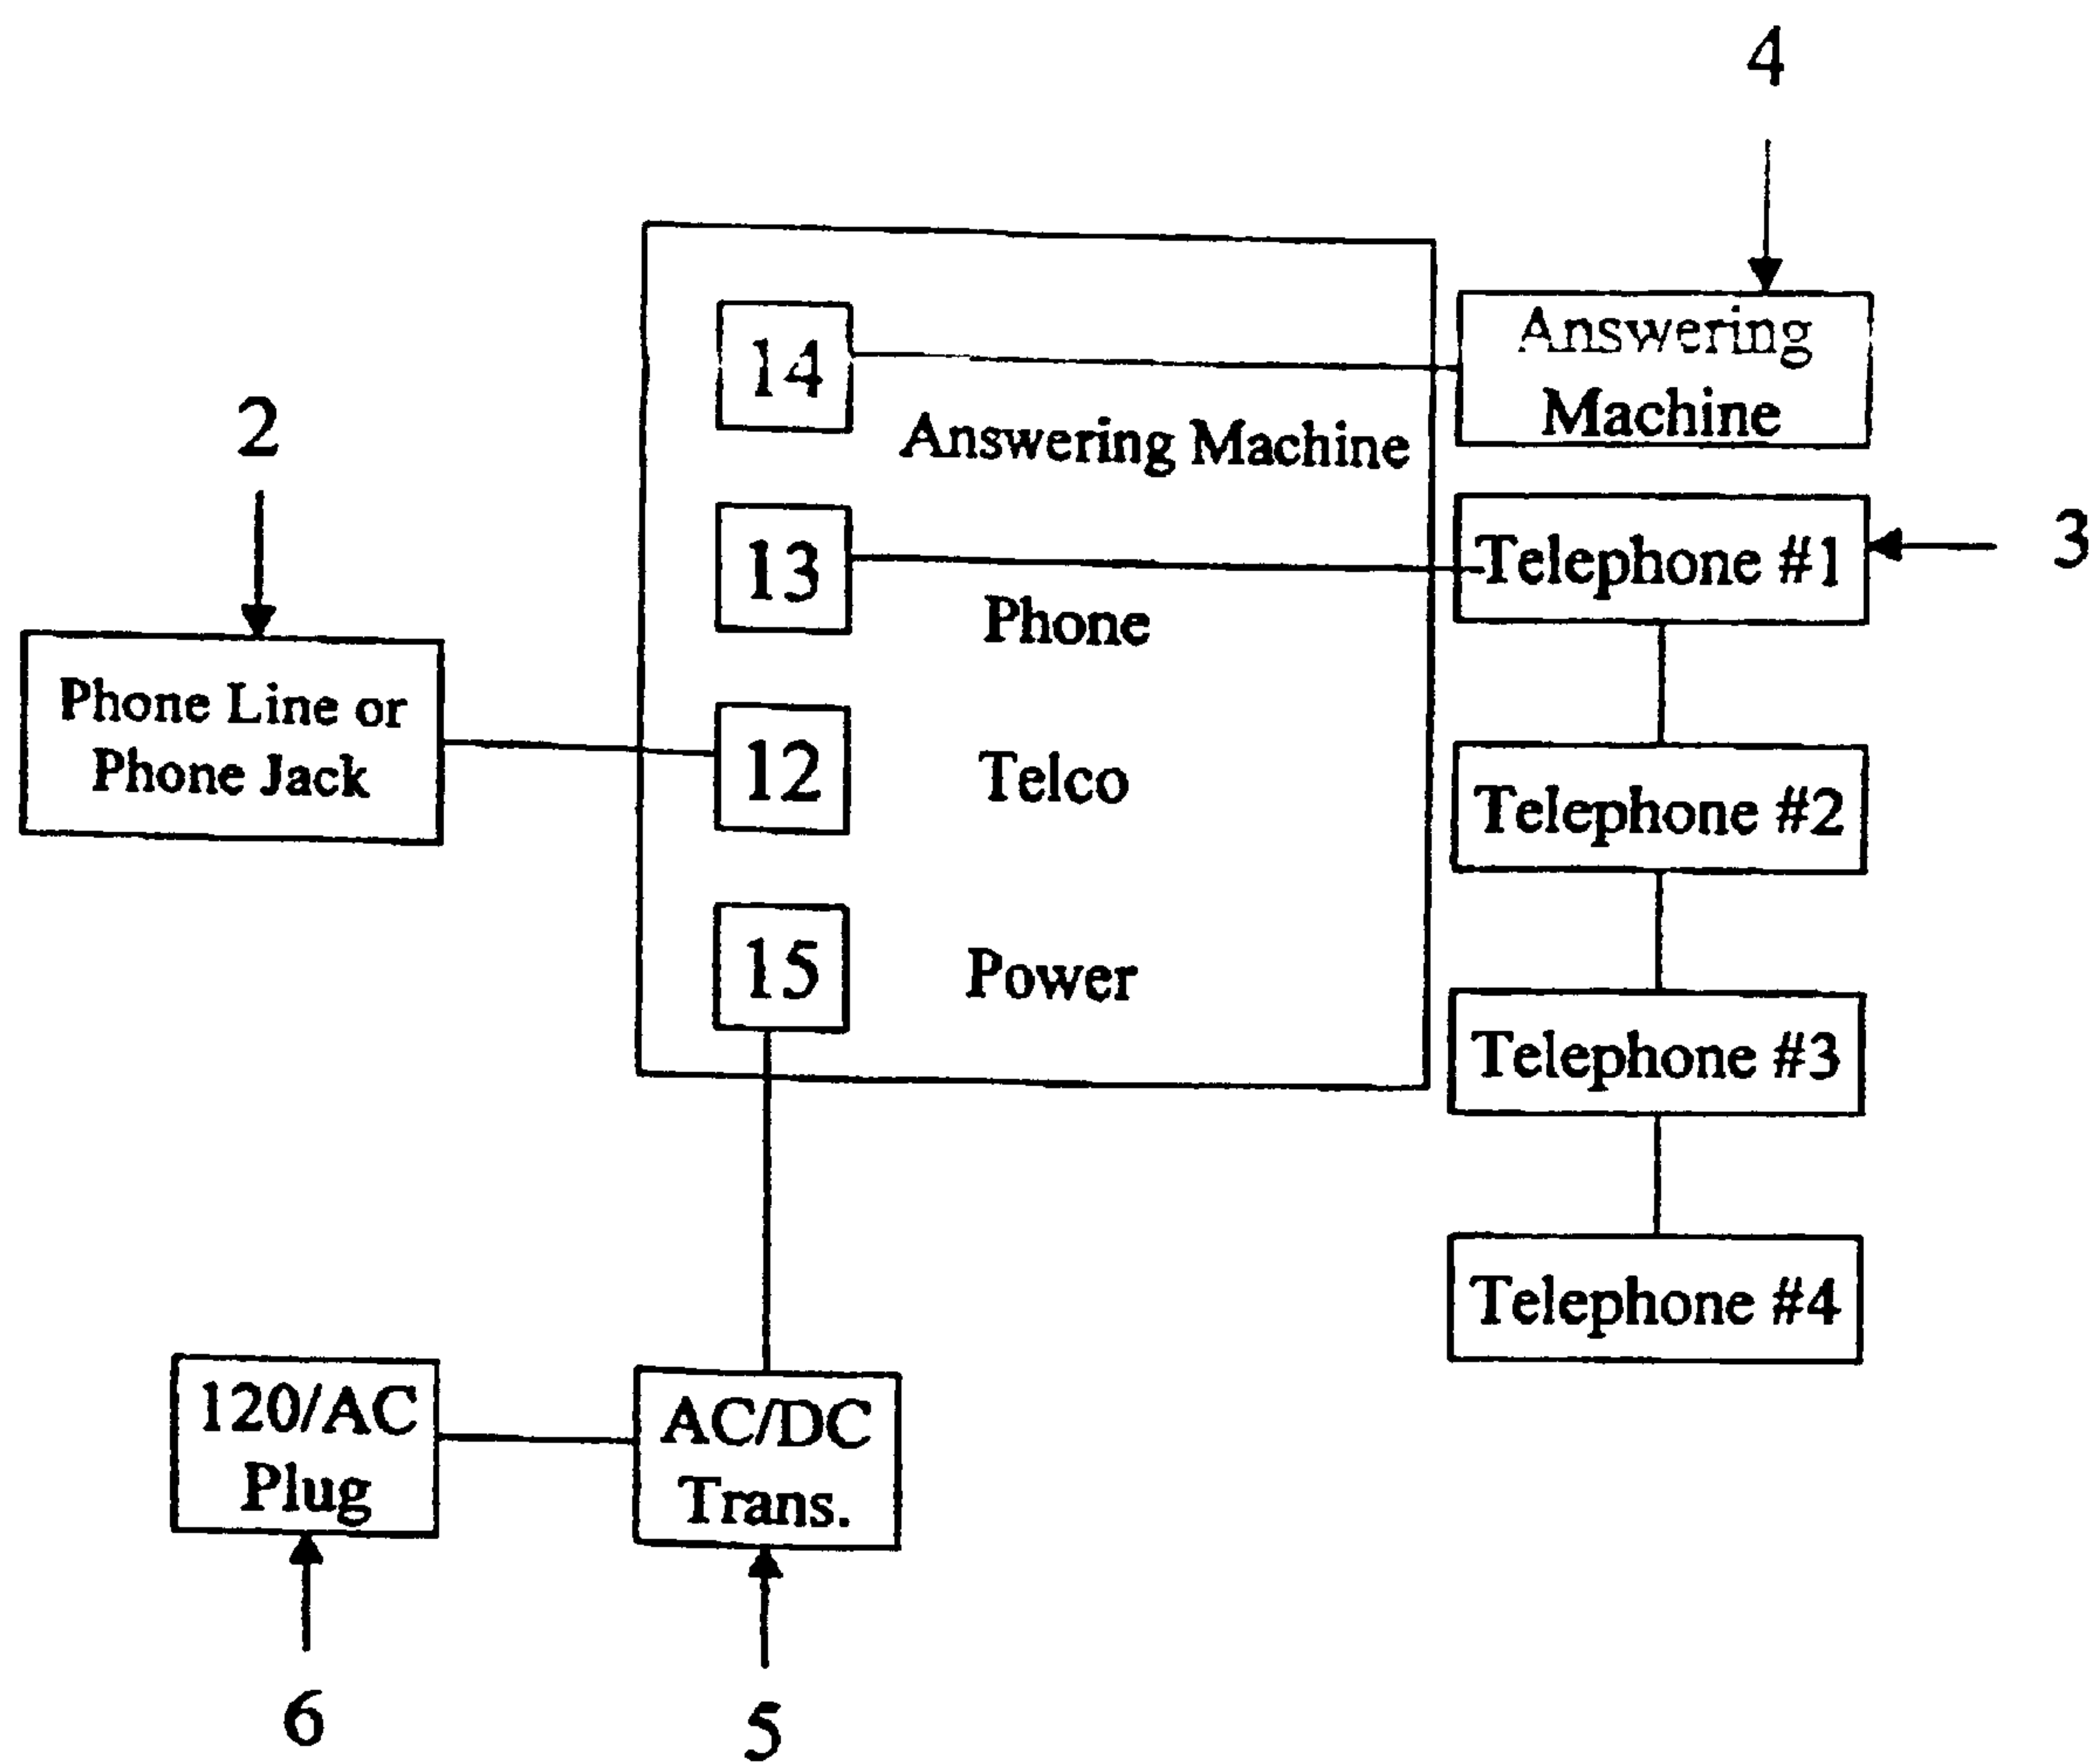 4
14
Answering
Machine
2
Answering Machine
13
Telephone #1
3
Phone
Phone Line or
Phone Jack
12
Telco
Telephone #2
15
Power
Telephone #3
Telephone #4
120/AC
Plug
AC/DC
Trans.
6
5